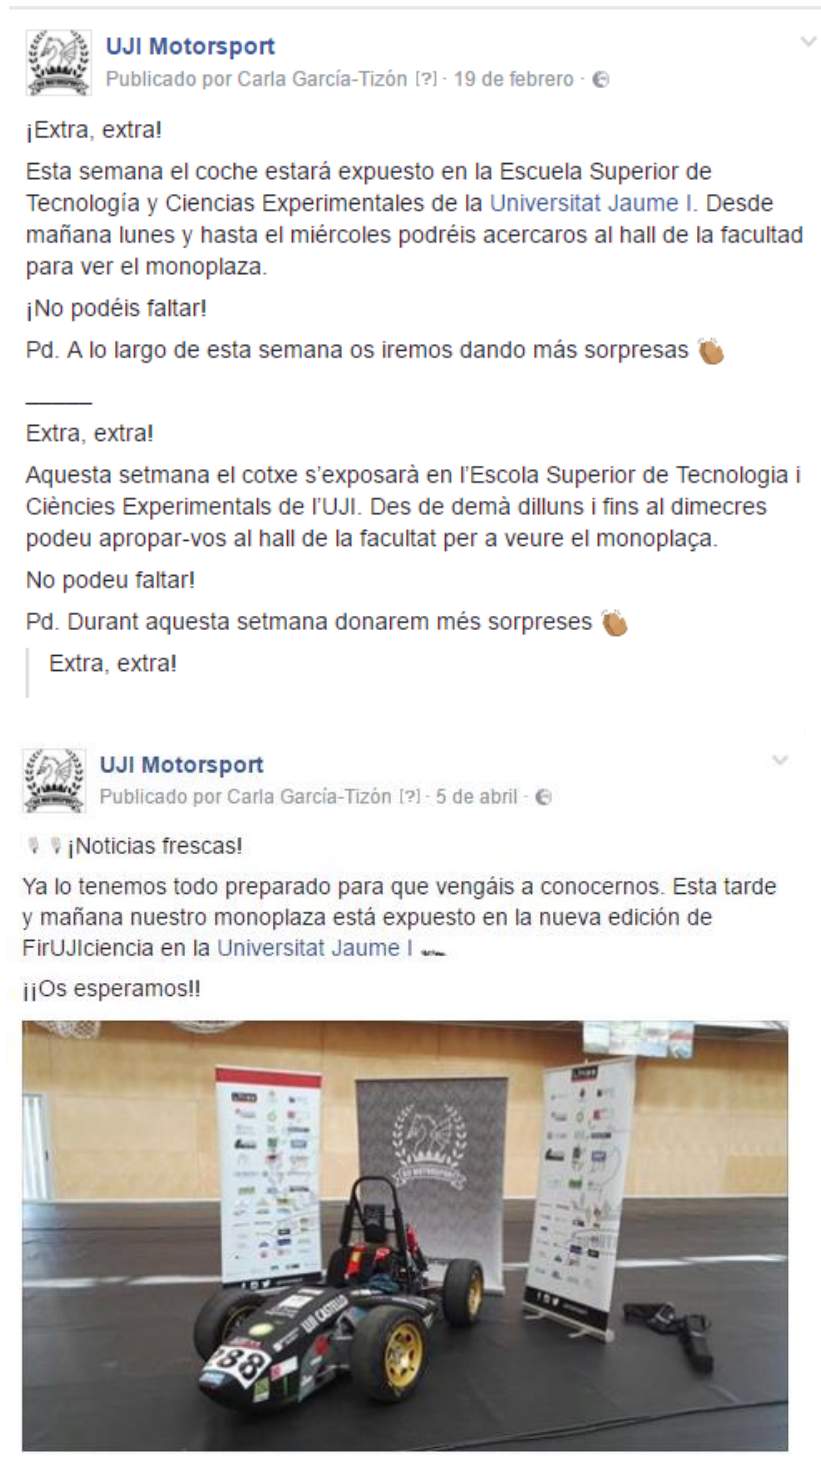 UJI Motorsport
Publicado por Carla García-Tizón [?] · 19 de febrero ·
¡Extra, extra!
Esta semana el coche estará expuesto en la Escuela Superior de
Tecnología y Ciencias Experimentales de la Universitat Jaume I. Desde
mañana lunes y hasta el miércoles podréis acercaros al hall de la facultad
para ver el monoplaza.
¡No podéis faltar!
Pd. A lo largo de esta semana os iremos dando más sorpresas 👏🏽
_____
Extra, extra!
Aquesta setmana el cotxe s'exposarà en l'Escola Superior de Tecnologia i
Ciències Experimentals de l'UJI. Des de demà dilluns i fins al dimecres
podeu apropar-vos al hall de la facultat per a veure el monoplaça.
No podeu faltar!
Pd. Durant aquesta setmana donarem més sorpreses 👏🏽
Extra, extra!
UJI Motorsport
Publicado por Carla García-Tizón [?] · 5 de abril ·
🎙🎙¡Noticias frescas!
Ya lo tenemos todo preparado para que vengáis a conocernos. Esta tarde
y mañana nuestro monoplaza está expuesto en la nueva edición de
FirUJIciencia en la Universitat Jaume I 🏎
¡¡Os esperamos!!
UJI MOTORSPORT
UJI CASTELLÓ
288